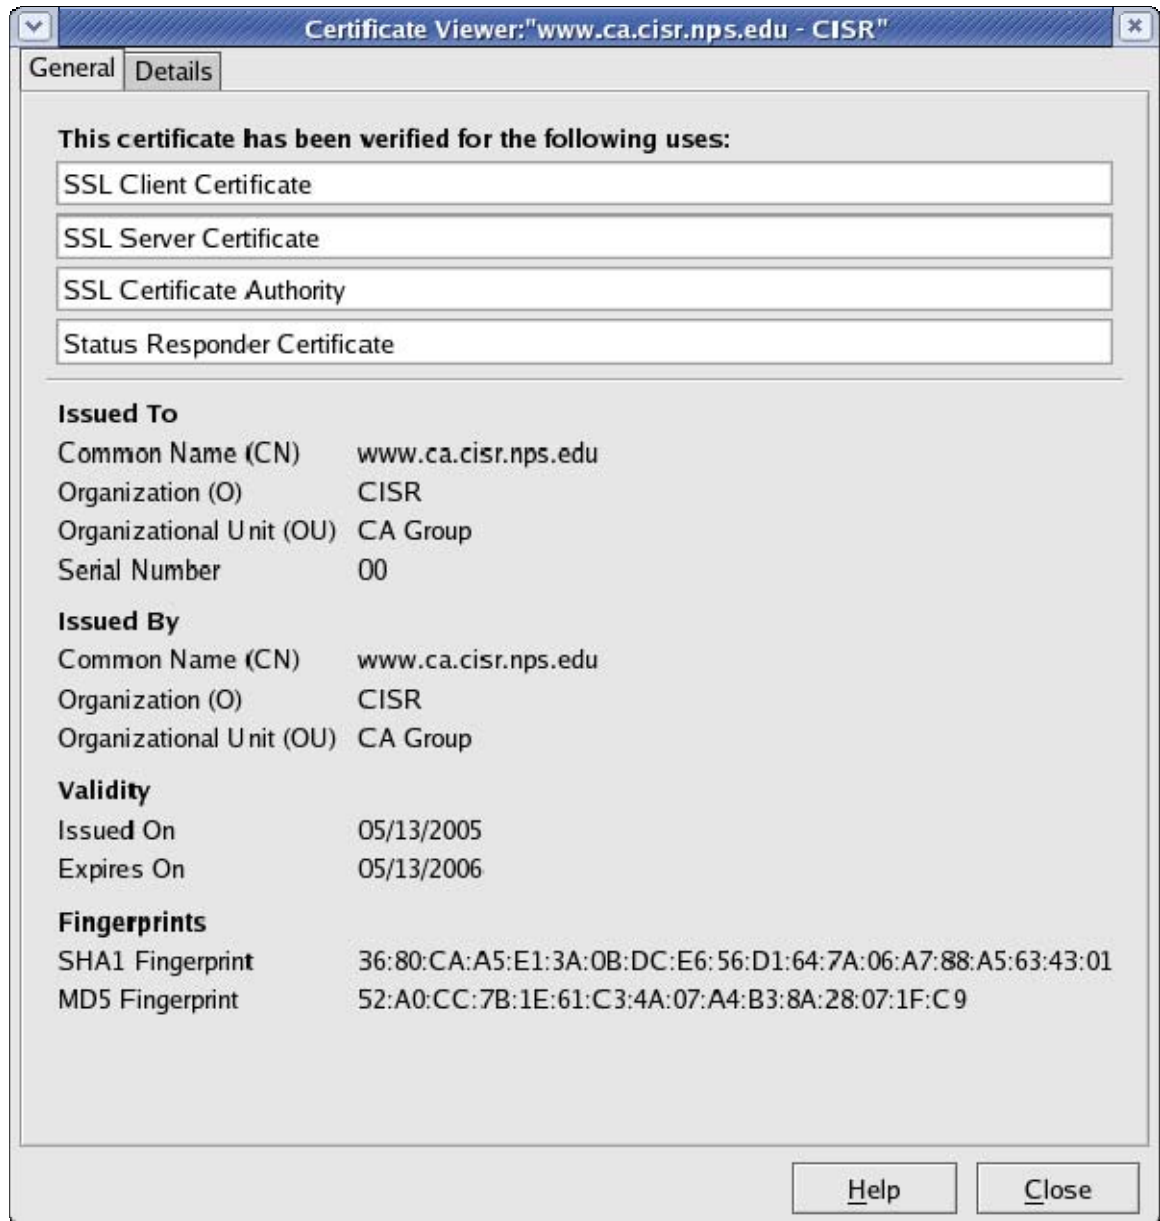 Certificate Viewer:"www.ca.cisr.nps.edu - CISR"
General Details
This certificate has been verified for the following uses:
SSL Client Certificate
SSL Server Certificate
SSL Certificate Authority
Status Responder Certificate
Issued To
Common Name (CN) www.ca.cisr.nps.edu
Organization (O) CISR
Organizational Unit (OU) CA Group
Serial Number 00
Issued By
Common Name (CN) www.ca.cisr.nps.edu
Organization (O) CISR
Organizational Unit (OU) CA Group
Validity
Issued On 05/13/2005
Expires On 05/13/2006
Fingerprints
SHA1 Fingerprint 36:80:CA:A5:E1:3A:0B:DC:E6:56:D1:64:7A:06:A7:88:A5:63:43:01
MD5 Fingerprint 52:A0:CC:7B:1E:61:C3:4A:07:A4:B3:8A:28:07:1F:C9
Help Close